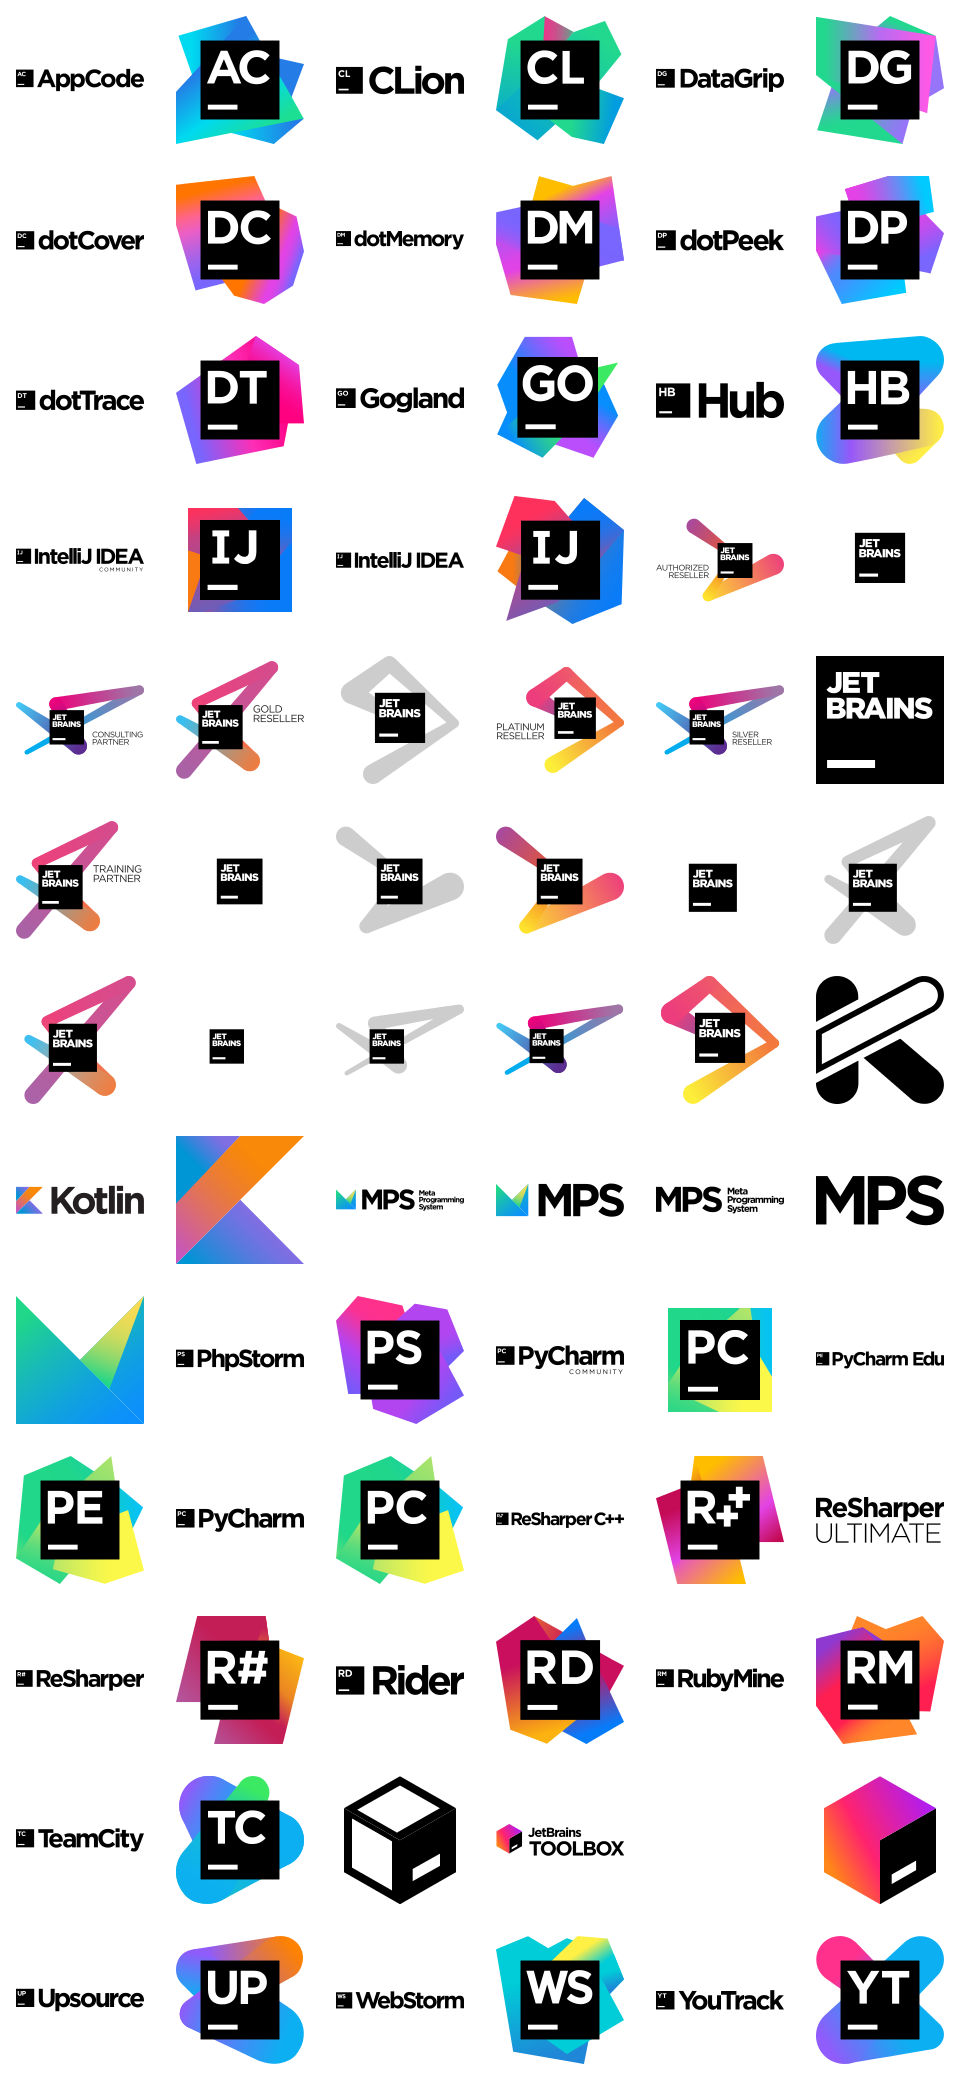 AC AppCode
AC
CL CLion
CL
DG DataGrip
DG
DC dotCover
DC
DM dotMemory
DM
DP dotPeek
DP
DT dotTrace
DT
GO Gogland
GO
HB Hub
HB
IJ IntelliJ IDEA
COMMUNITY
IJ
IJ IntelliJ IDEA
IJ
JET
BRAINS
AUTHORIZED
RESELLER
JET
BRAINS
JET
BRAINS
CONSULTING
PARTNER
JET
BRAINS
GOLD
RESELLER
JET
BRAINS
JET
BRAINS
PLATINUM
RESELLER
JET
BRAINS
SILVER
RESELLER
JET
BRAINS
JET
BRAINS
TRAINING
PARTNER
JET
BRAINS
JET
BRAINS
JET
BRAINS
JET
BRAINS
JET
BRAINS
JET
BRAINS
JET
BRAINS
JET
BRAINS
JET
BRAINS
JET
BRAINS
Kotlin
MPS
Meta
Programming
System
MPS
MPS
Meta
Programming
System
MPS
PS PhpStorm
PS
PC PyCharm
COMMUNITY
PC
PyCharm Edu
PE
PC PyCharm
PC
ReSharper C++
R++
ReSharper
ULTIMATE
R# ReSharper
R#
RD Rider
RD
RM RubyMine
RM
TC TeamCity
TC
JetBrains
TOOLBOX
UP Upsource
UP
WS WebStorm
WS
YT YouTrack
YT